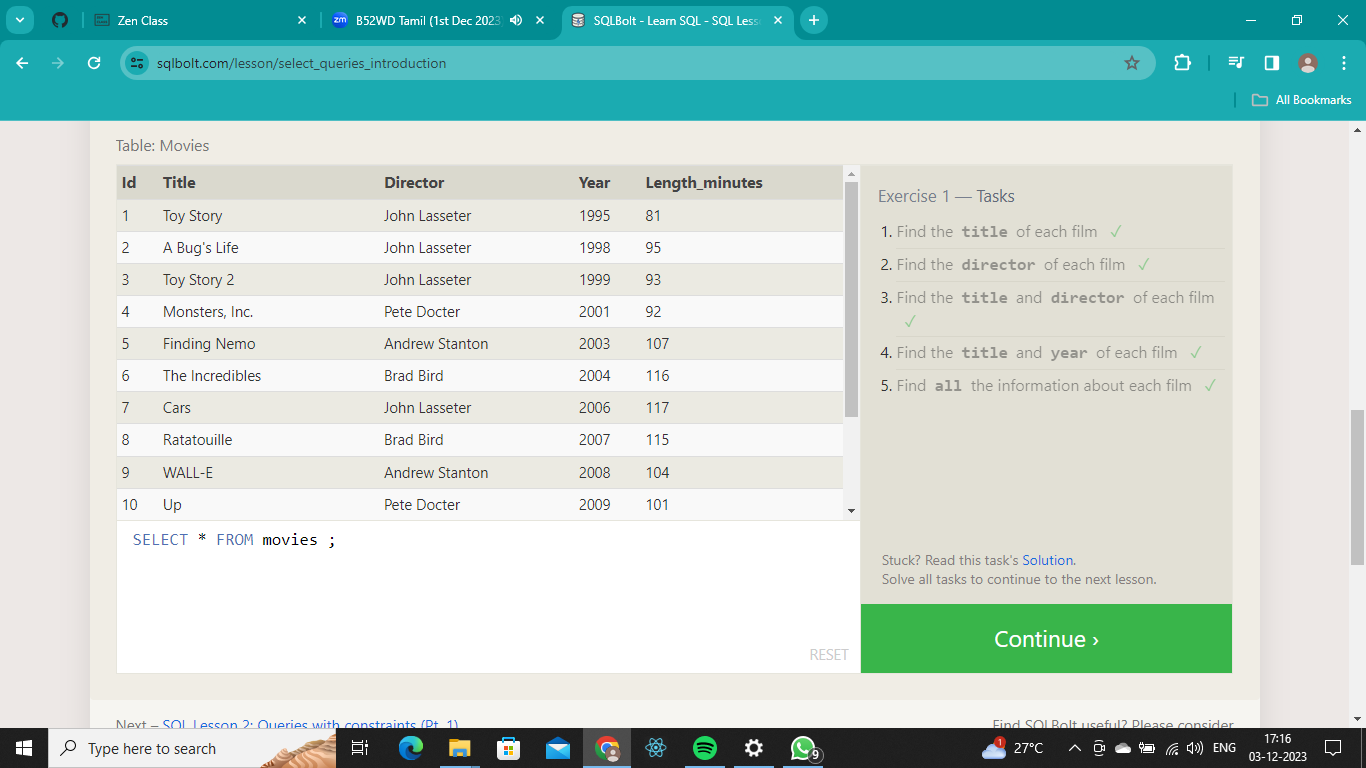 Zen Class
B52WD Tamil (1st Dec 2023
SQLBolt - Learn SQL - SQL Less
sqlbolt.com/lesson/select_queries_introduction
All Bookmarks
Table: Movies
Id Title Director Year Length_minutes
1 Toy Story John Lasseter 1995 81
2 A Bug's Life John Lasseter 1998 95
3 Toy Story 2 John Lasseter 1999 93
4 Monsters, Inc. Pete Docter 2001 92
5 Finding Nemo Andrew Stanton 2003 107
6 The Incredibles Brad Bird 2004 116
7 Cars John Lasseter 2006 117
8 Ratatouille Brad Bird 2007 115
9 WALL-E Andrew Stanton 2008 104
10 Up Pete Docter 2009 101
SELECT * FROM movies ;
RESET
Exercise 1 — Tasks
1. Find the title of each film ✓
2. Find the director of each film ✓
3. Find the title and director of each film
✓
4. Find the title and year of each film ✓
5. Find all the information about each film ✓
Stuck? Read this task's Solution.
Solve all tasks to continue to the next lesson.
Continue ›
Next – SQL Lesson 2: Queries with constraints (Pt. 1)
Find SQLBolt useful? Please consider
Type here to search
9
1
27°C
ENG
17:16
03-12-2023